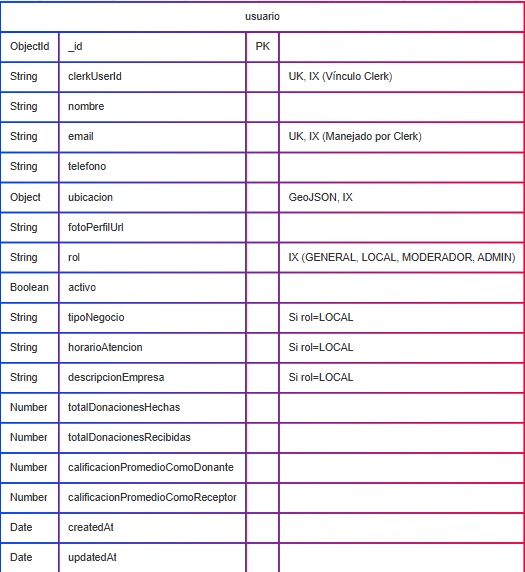 usuario
ObjectId _id PK
String clerkUserId UK, IX (Vínculo Clerk)
String nombre
String email UK, IX (Manejado por Clerk)
String telefono
Object ubicacion GeoJSON, IX
String fotoPerfilUrl
String rol IX (GENERAL, LOCAL, MODERADOR, ADMIN)
Boolean activo
String tipoNegocio Si rol=LOCAL
String horarioAtencion Si rol=LOCAL
String descripcionEmpresa Si rol=LOCAL
Number totalDonacionesHechas
Number totalDonacionesRecibidas
Number calificacionPromedioComoDonante
Number calificacionPromedioComoReceptor
Date createdAt
Date updatedAt